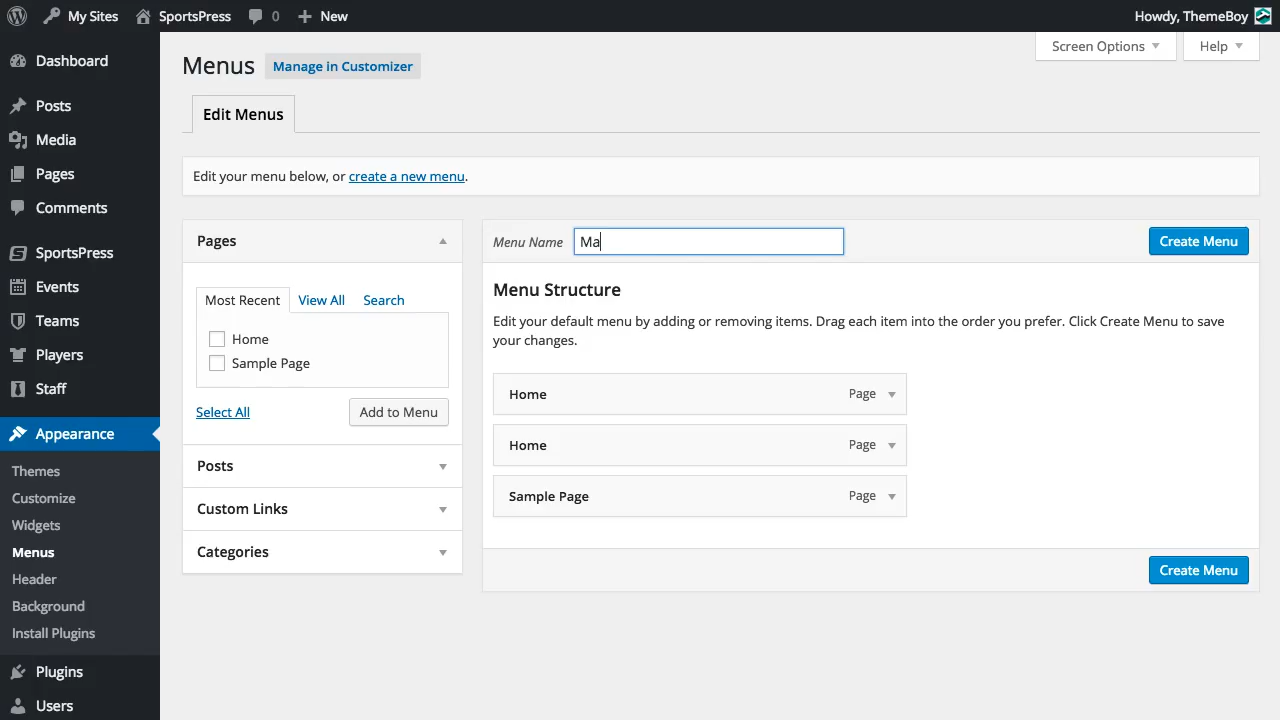 My Sites
SportsPress
0
New
Howdy, ThemeBoy
Dashboard
Posts
Media
Pages
Comments
SportsPress
Events
Teams
Players
Staff
Appearance
Themes
Customize
Widgets
Menus
Header
Background
Install Plugins
Plugins
Users
Screen Options
Help
Menus
Manage in Customizer
Edit Menus
Edit your menu below, or create a new menu.
Pages
Most Recent
View All
Search
Home
Sample Page
Select All
Add to Menu
Posts
Custom Links
Categories
Menu Name
Ma
Create Menu
Menu Structure
Edit your default menu by adding or removing items. Drag each item into the order you prefer. Click Create Menu to save
your changes.
Home Page
Home Page
Sample Page Page
Create Menu